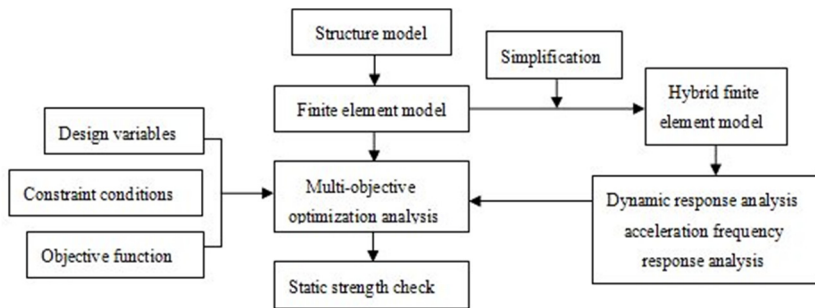 Structure model
Simplification
Finite element model
Hybrid finite
element model
Design variables
Constraint conditions
Objective function
Multi-objective
optimization analysis
Dynamic response analysis
acceleration frequency
response analysis
Static strength check